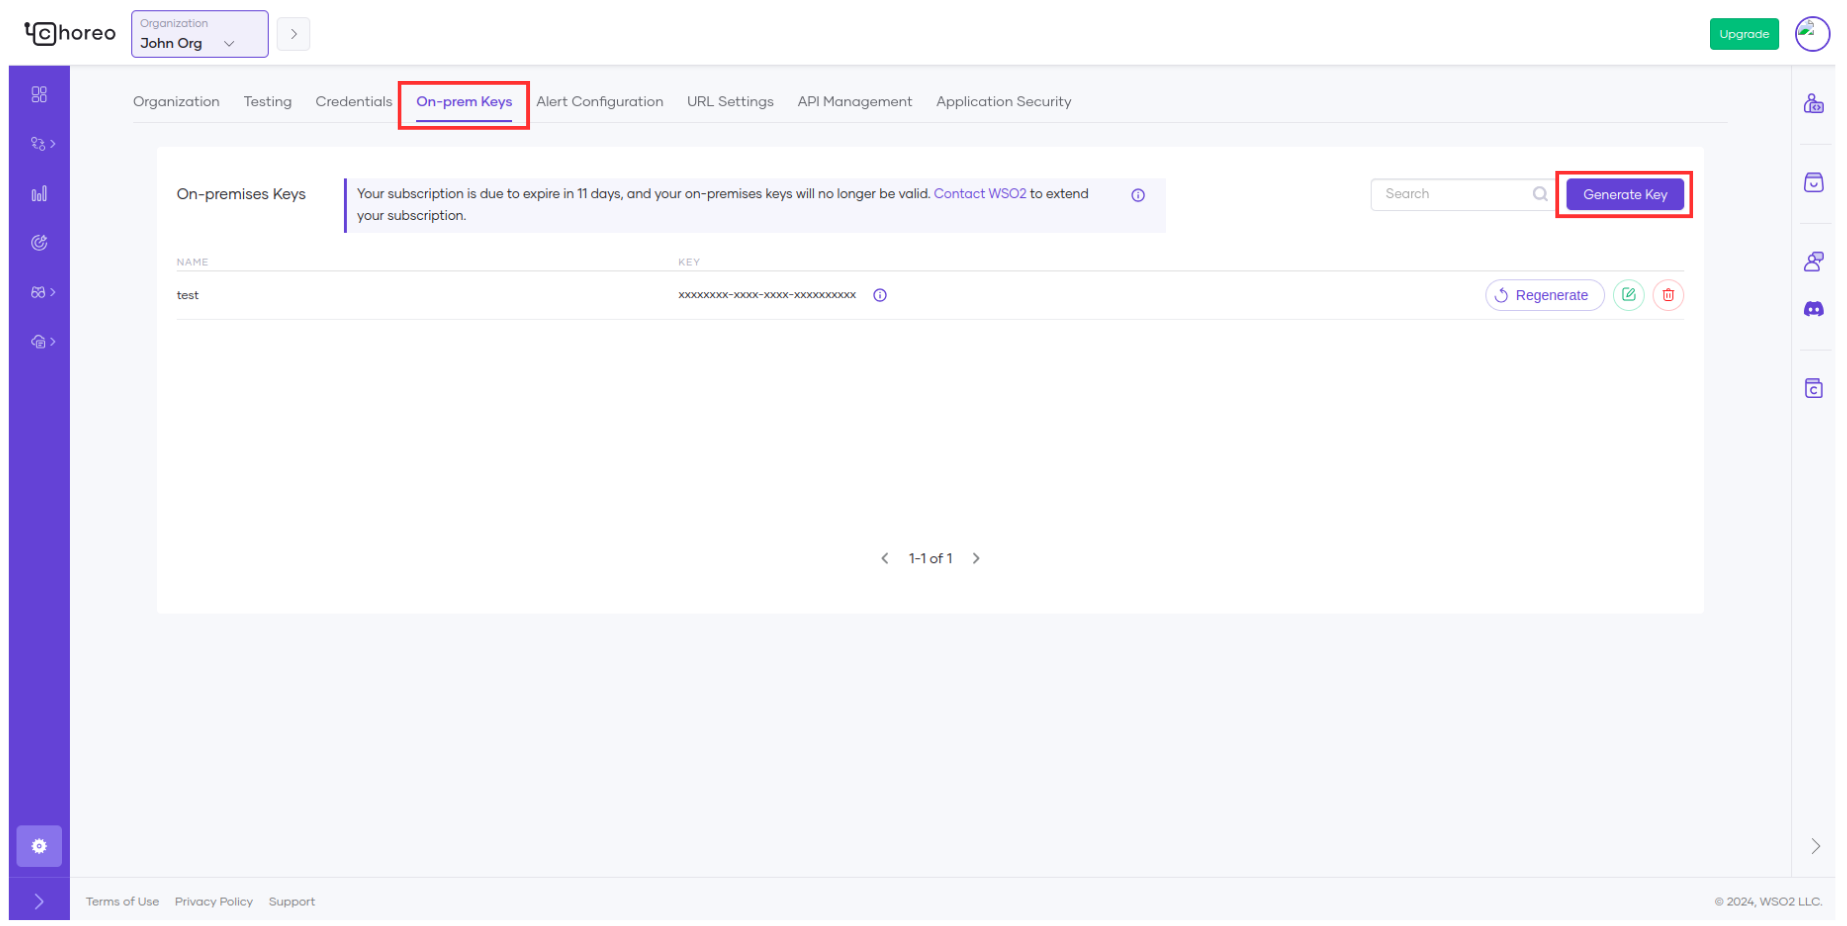 choreo
Organization
John Org
Upgrade
Organization Testing Credentials On-prem Keys Alert Configuration URL Settings API Management Application Security
On-premises Keys
Your subscription is due to expire in 11 days, and your on-premises keys will no longer be valid. Contact WSO2 to extend
your subscription.
Search
Generate Key
NAME KEY
test xxxxxxxx-xxxx-xxxx-xxxxxxxxxx Regenerate
1-1 of 1
Terms of Use Privacy Policy Support © 2024, WSO2 LLC.